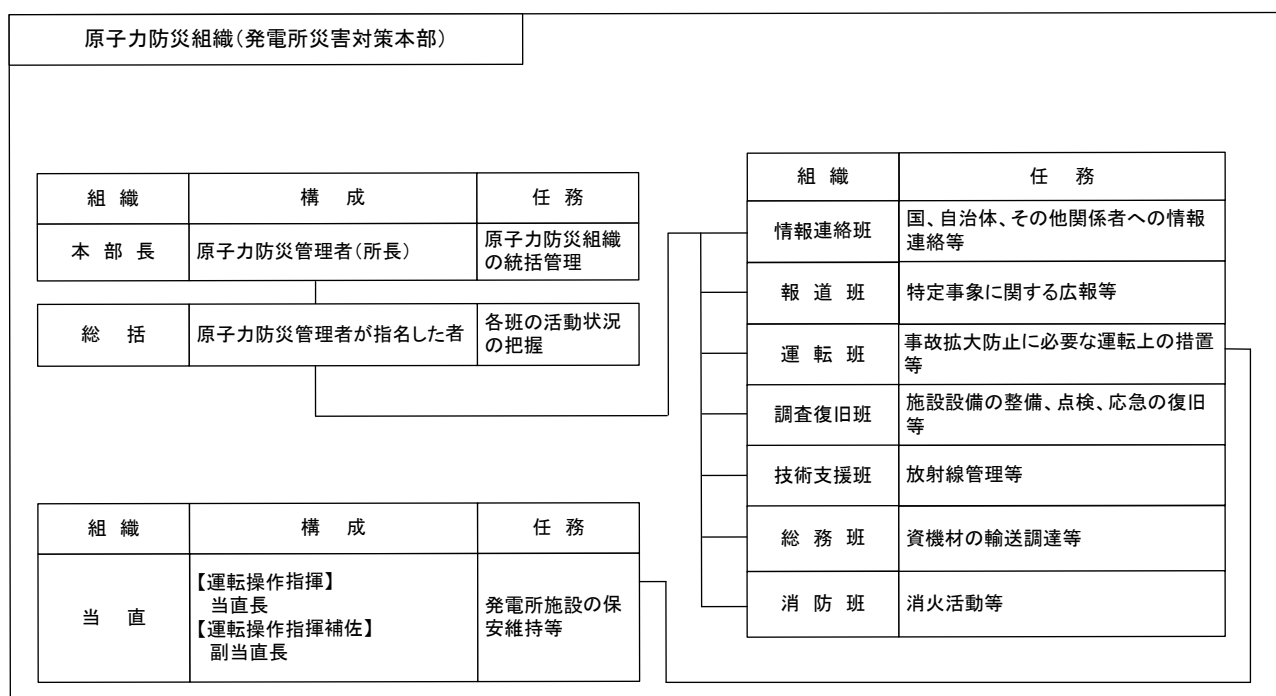 原子力防災組織(発電所災害対策本部)
組 織 構 成 任 務
本 部 長 原子力防災管理者(所長) 原子力防災組織
の統括管理
総 括 原子力防災管理者が指名した者 各班の活動状況
の把握
組 織 任 務
情報連絡班 国、自治体、その他関係者への情報
連絡等
報 道 班 特定事象に関する広報等
運 転 班 事故拡大防止に必要な運転上の措置
等
調査復旧班 施設設備の整備、点検、応急の復旧
等
技術支援班 放射線管理等
総 務 班 資機材の輸送調達等
消 防 班 消火活動等
組 織 構 成 任 務
当 直 【運転操作指揮】
当直長
【運転操作指揮補佐】
副当直長
発電所施設の保
安維持等